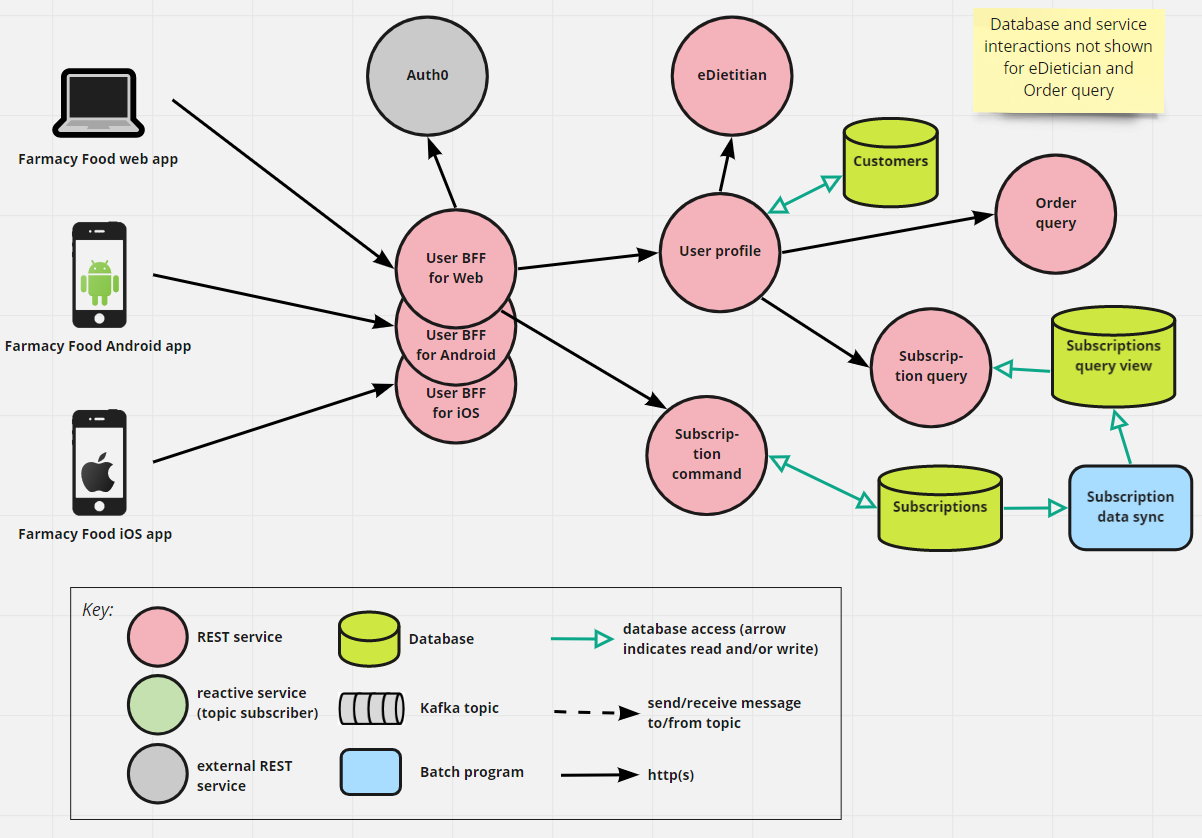 Database and service
interactions not shown
for eDietician and
Order query
Auth0
eDietitian
Farmacy Food web app
Customers
Order
query
User BFF
for Web
User profile
Farmacy Food Android app
User BFF
for Android
Subscrip-
tion query
Subscriptions
query view
User BFF
for iOS
Subscrip-
tion
command
Subscriptions
Subscription
data sync
Farmacy Food iOS app
Key:
REST service
Database
database access (arrow
indicates read and/or write)
reactive service
(topic subscriber)
Kafka topic
send/receive message
to/from topic
external REST
service
Batch program
http(s)